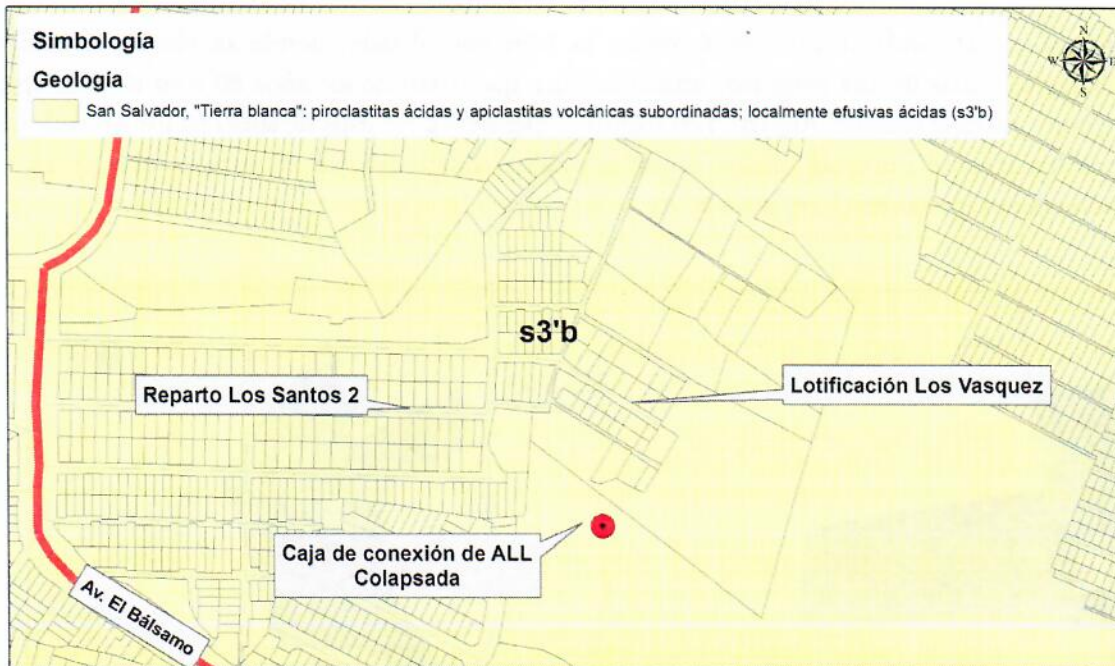 Simbología
Geología
San Salvador, "Tierra blanca": piroclastitas ácidas y apiclastitas volcánicas subordinadas; localmente efusivas ácidas (s3'b)
N
W E
S
s3'b
Reparto Los Santos 2
Lotificación Los Vasquez
Caja de conexión de ALL
Colapsada
Av. El Bálsamo